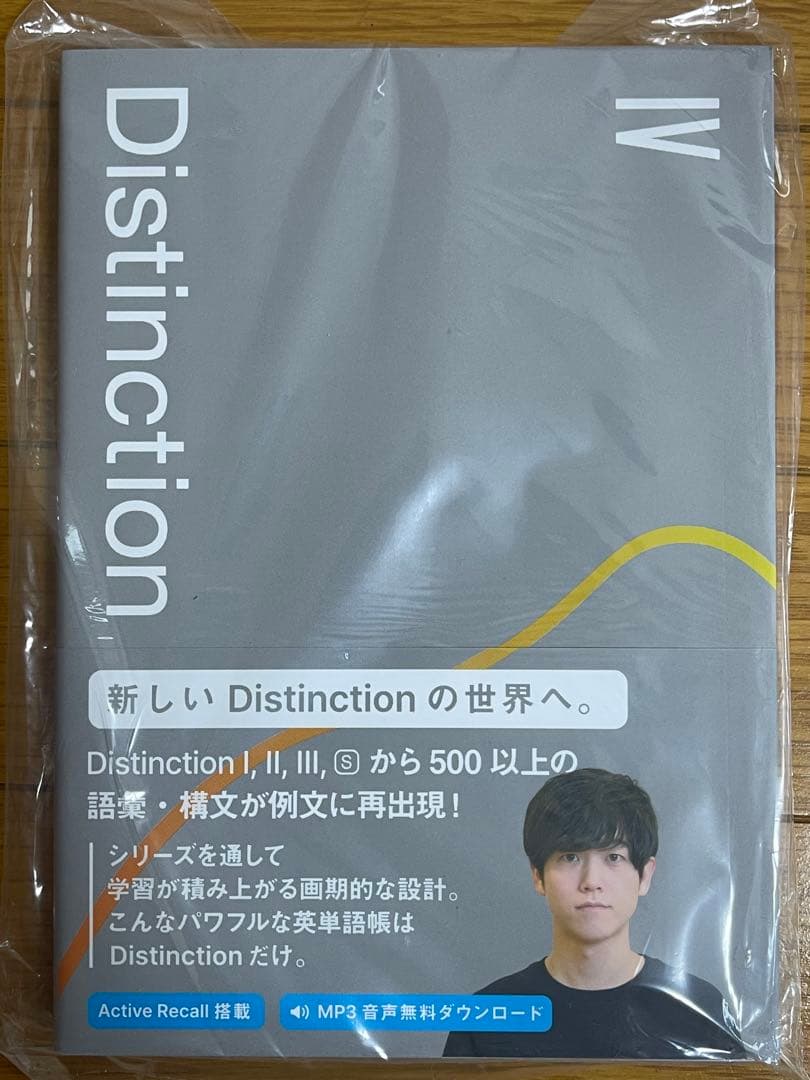 Distinction
IV
新しい Distinction の世界へ。
Distinction I, II, III, S から 500 以上の
語彙・構文が例文に再出現！
シリーズを通して
学習が積み上がる画期的な設計。
こんなパワフルな英単語帳は
Distinction だけ。
Active Recall 搭載
MP3 音声無料ダウンロード